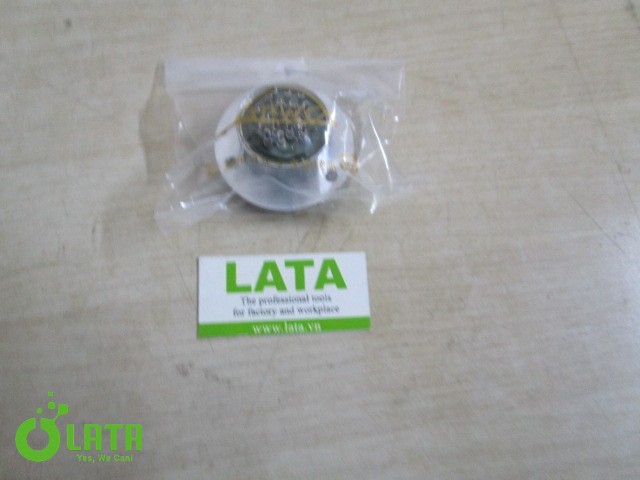 LATA
The professional tools
for factory and workplace
www.lata.vn
LATA
Yes, We Can!